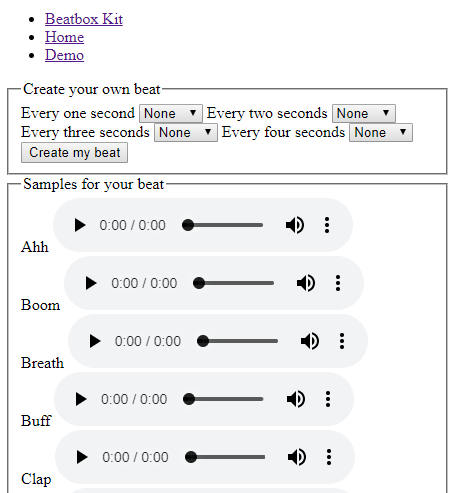 Beatbox Kit
Home
Demo
Create your own beat
Every one second None Every two seconds None
Every three seconds None Every four seconds None
Create my beat
Samples for your beat
0:00 / 0:00
Ahh
0:00 / 0:00
Boom
0:00 / 0:00
Breath
0:00 / 0:00
Buff
0:00 / 0:00
Clap